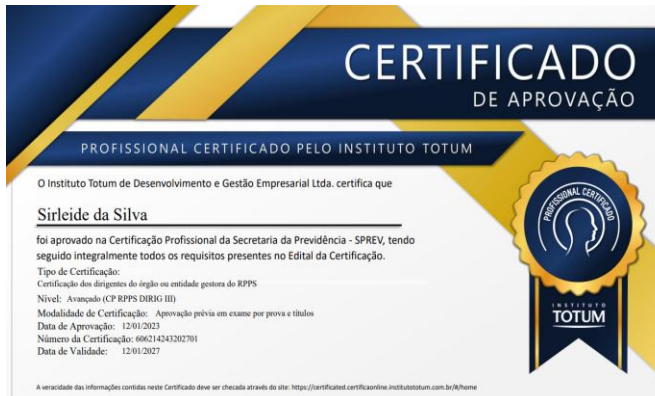 CERTIFICADO
DE APROVAÇÃO
PROFISSIONAL CERTIFICADO PELO INSTITUTO TOTUM
O Instituto Totum de Desenvolvimento e Gestão Empresarial Ltda. certifica que
Sirleide da Silva
foi aprovado na Certificação Profissional da Secretaria da Previdência - SPREV, tendo
seguido integralmente todos os requisitos presentes no Edital da Certificação.
Tipo de Certificação:
Certificação dos dirigentes do órgão ou entidade gestora do RPPS
Nível: Avançado (CP RPPS DIRIG III)
Modalidade de Certificação: Aprovação prévia em exame por prova e títulos
Data de Aprovação: 12/01/2023
Número da Certificação: 606214243202701
Data de Validade: 12/01/2027
PROFISSIONAL CERTIFICADO
INSTITUTO
TOTUM
A veracidade das informações contidas neste Certificado deve ser checada através do site: https://certificated.certificaonline.institutototum.com.br/#/home